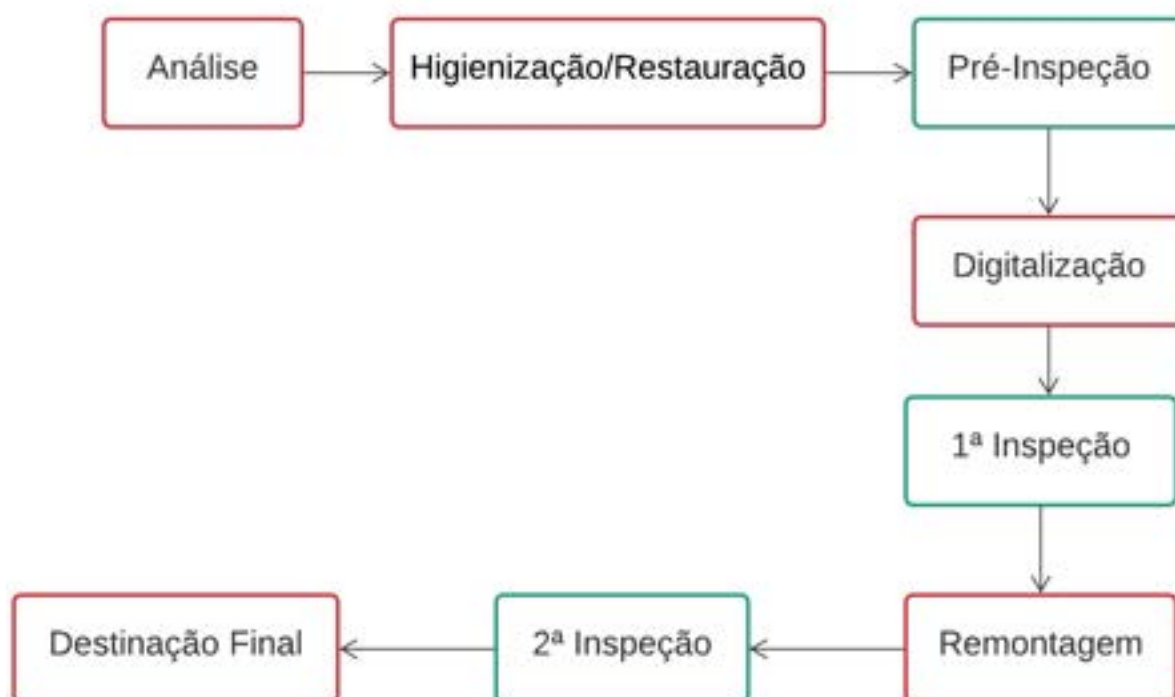 Análise
Higienização/Restauração
Pré-Inspeção
Digitalização
1ª Inspeção
Remontagem
2ª Inspeção
Destinação Final